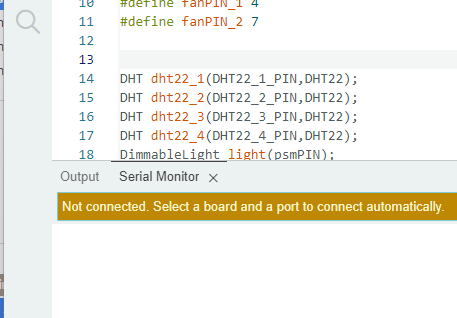 10 #define fanPIN_1 4
11 #define fanPIN_2 7
12
13
14 DHT dht22_1(DHT22_1_PIN,DHT22);
15 DHT dht22_2(DHT22_2_PIN,DHT22);
16 DHT dht22_3(DHT22_3_PIN,DHT22);
17 DHT dht22_4(DHT22_4_PIN,DHT22);
18 DimmableLight light(psmPIN);
Output Serial Monitor ×
Not connected. Select a board and a port to connect automatically.